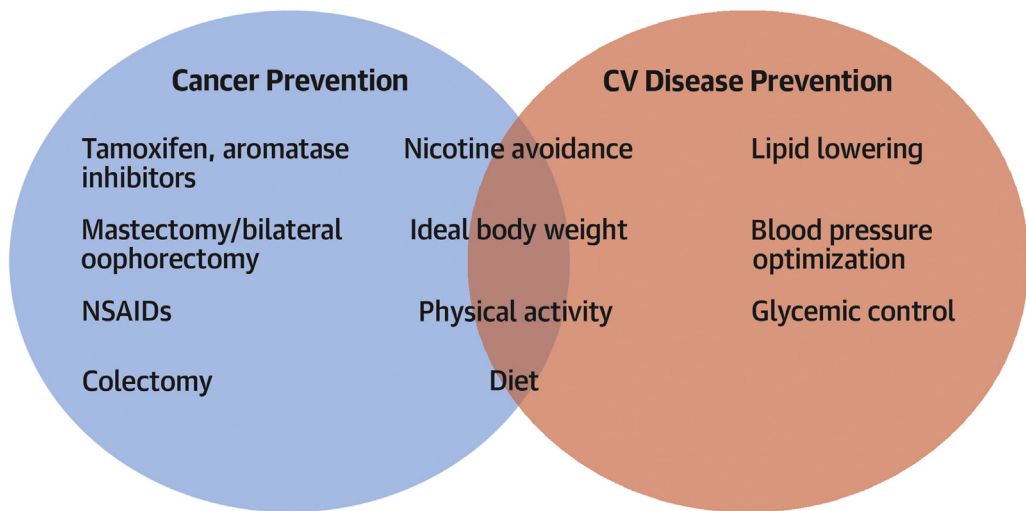 Cancer Prevention
Tamoxifen, aromatase
inhibitors
Mastectomy/bilateral
oophorectomy
NSAIDs
Colectomy
Nicotine avoidance
Ideal body weight
Physical activity
Diet
CV Disease Prevention
Lipid lowering
Blood pressure
optimization
Glycemic control